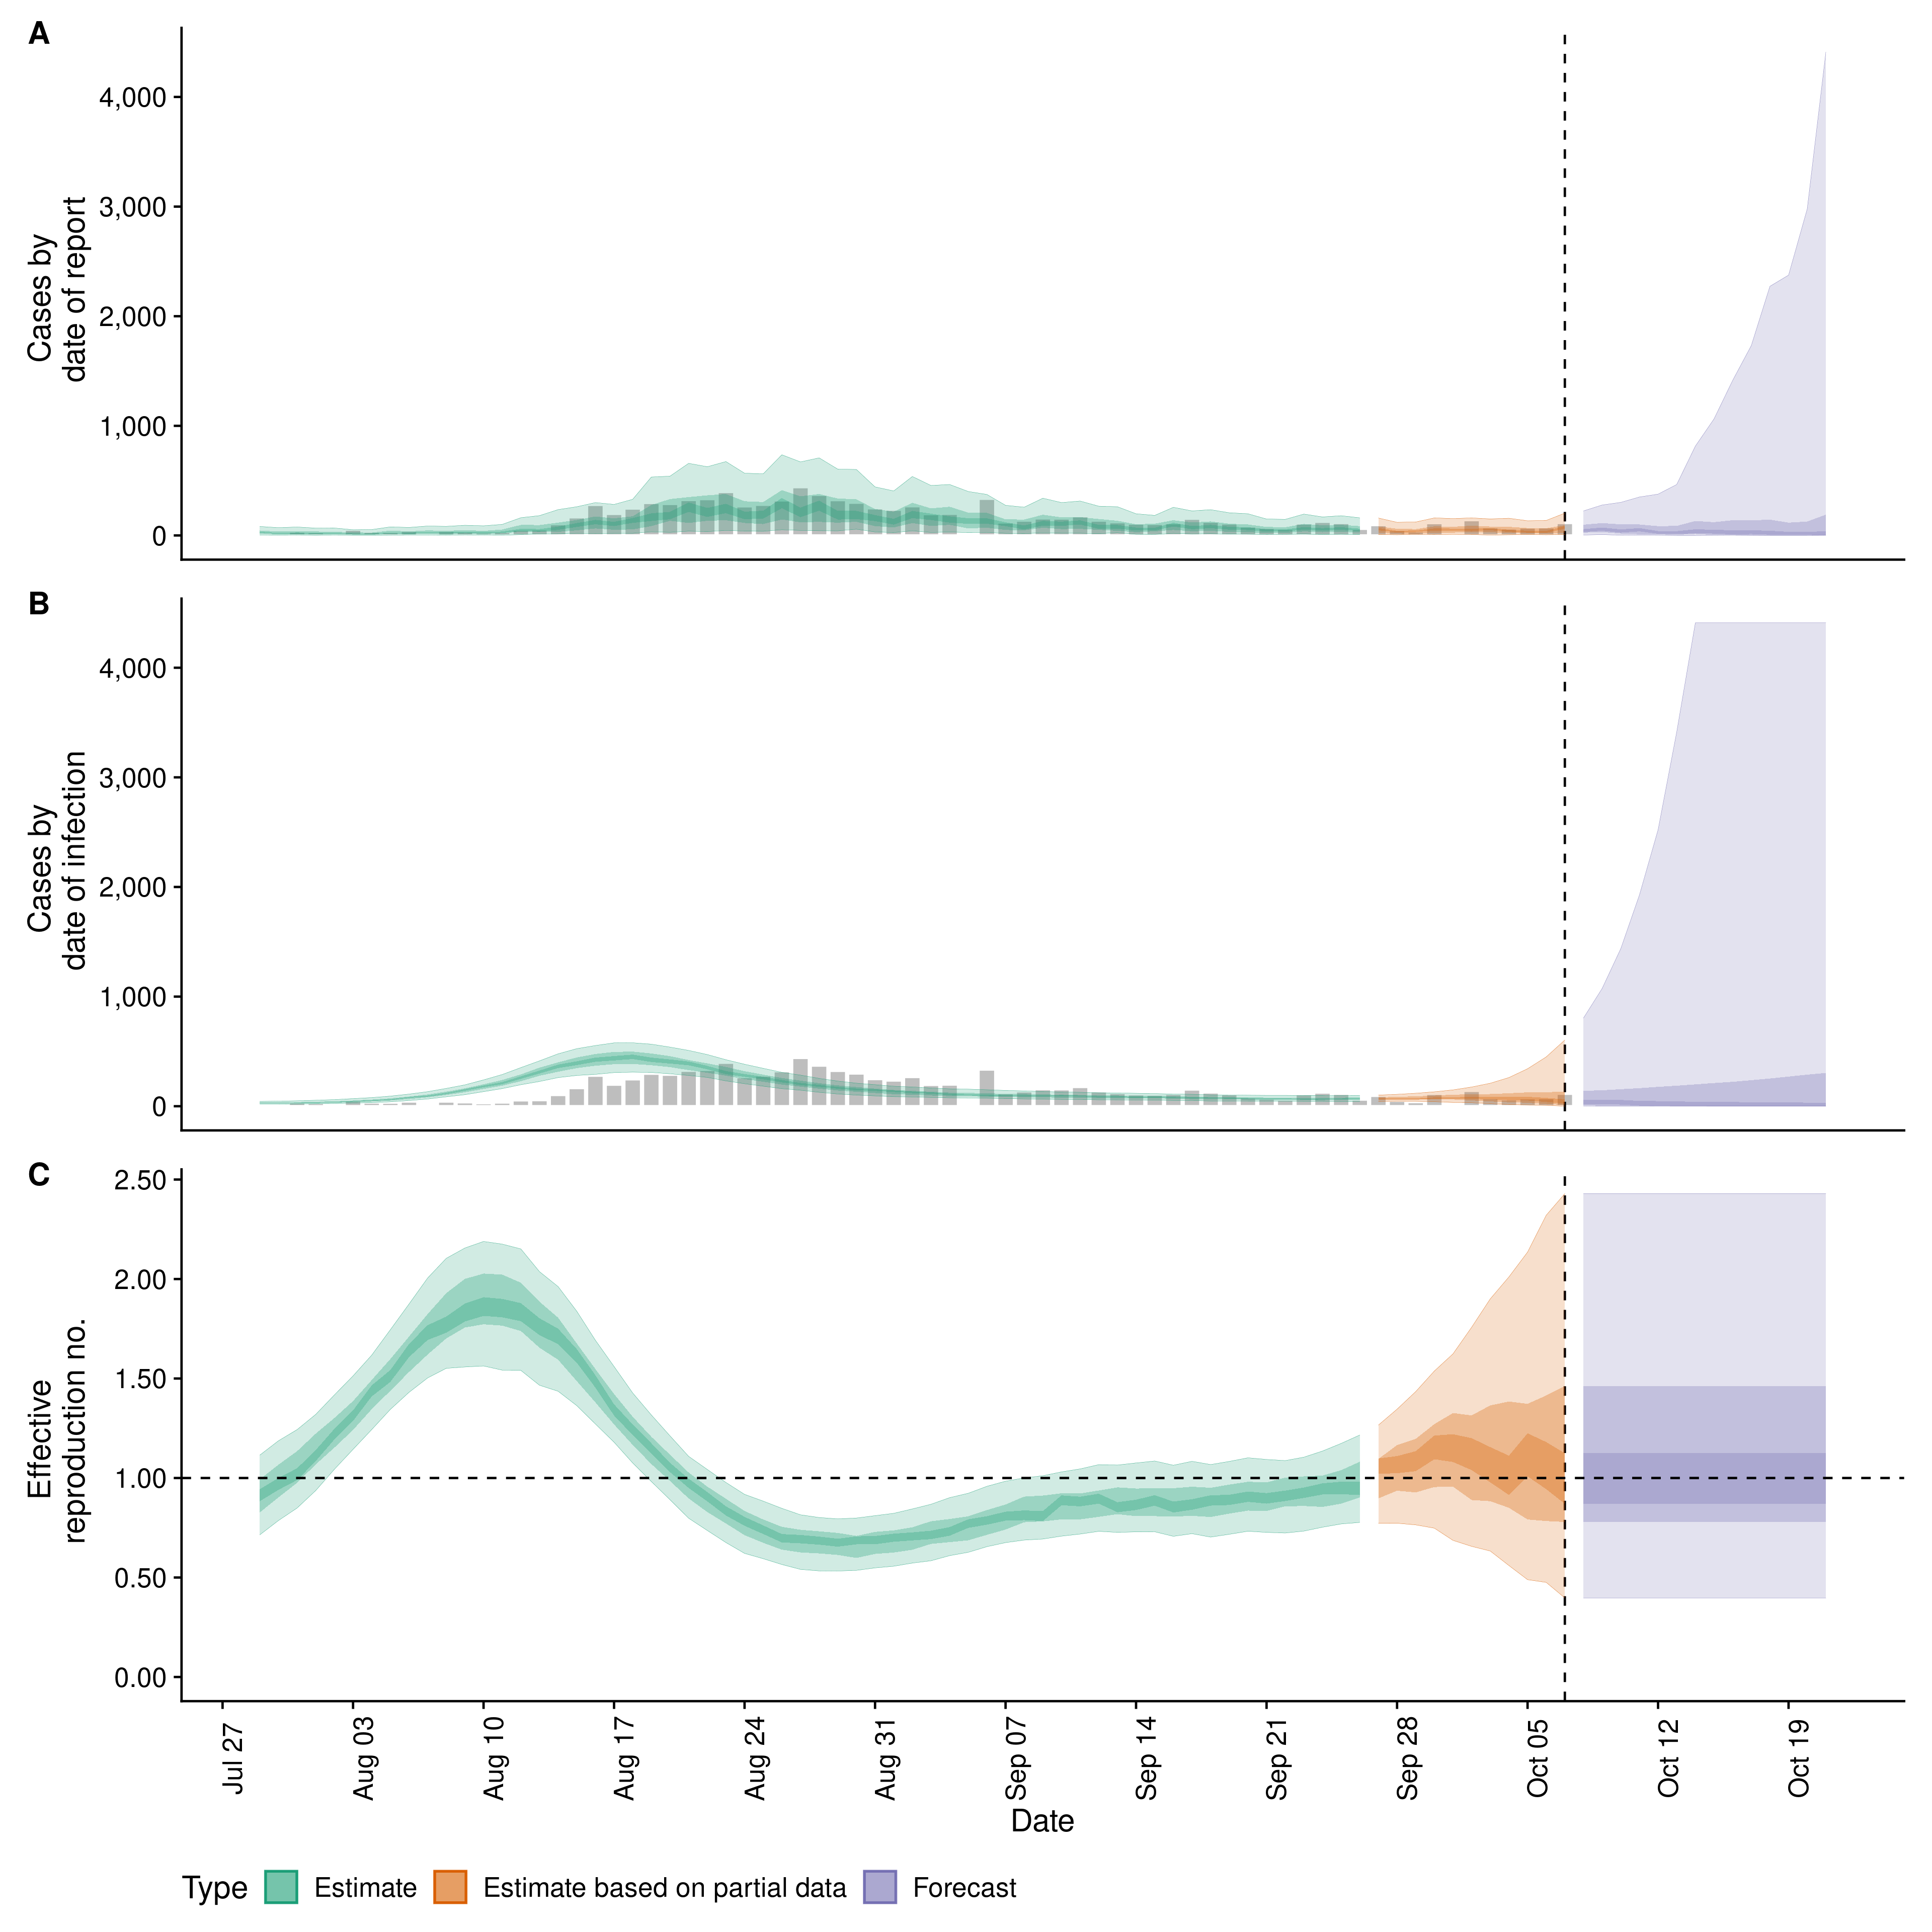 A
4,000
3,000
2,000
1,000
0
Cases by
date of report
B
4,000
3,000
2,000
1,000
0
Cases by
date of infection
C
2.50
2.00
1.50
1.00
0.50
0.00
Effective
reproduction no.
Jul 27
Aug 03
Aug 10
Aug 17
Aug 24
Aug 31
Sep 07
Sep 14
Sep 21
Sep 28
Oct 05
Oct 12
Oct 19
Date
Type Estimate Estimate based on partial data Forecast